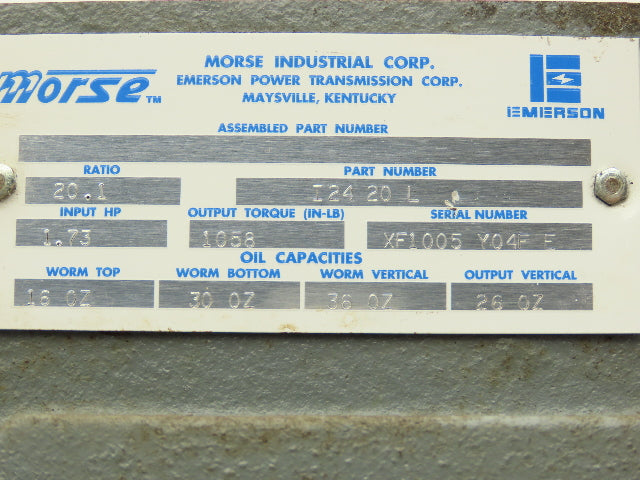 morse TM
MORSE INDUSTRIAL CORP.
EMERSON POWER TRANSMISSION CORP.
MAYSVILLE, KENTUCKY
EMERSON
ASSEMBLED PART NUMBER
RATIO PART NUMBER
20.1 I24 20 L
INPUT HP OUTPUT TORQUE (IN-LB) SERIAL NUMBER
1.73 1058 XF1005 Y04F E
OIL CAPACITIES
WORM TOP WORM BOTTOM WORM VERTICAL OUTPUT VERTICAL
18 OZ 30 OZ 36 OZ 26 OZ